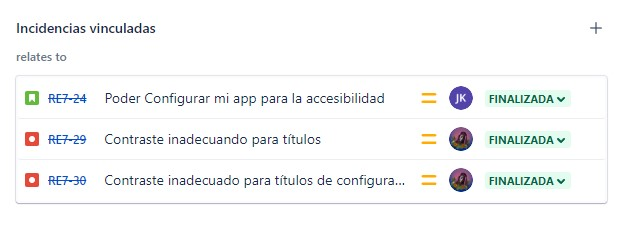 Incidencias vinculadas
relates to
RE7-24 Poder Configurar mi app para la accesibilidad JK FINALIZADA
RE7-29 Contraste inadecuando para títulos FINALIZADA
RE7-30 Contraste inadecuado para títulos de configura... FINALIZADA